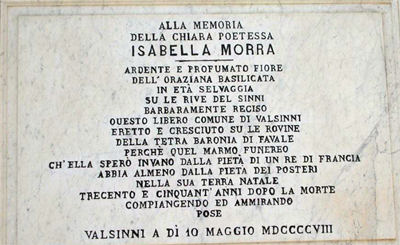 ALLA MEMORIA
DELLA CHIARA POETESSA
ISABELLA MORRA
ARDENTE E PROFUMATO FIORE
DELL'ORAZIANA BASILICATA
IN ETÀ SELVAGGIA
SU LE RIVE DEL SINNI
BARBARAMENTE RECISO
QUESTO LIBERO COMUNE DI VALSINNI
ERETTO E CRESCIUTO SU LE ROVINE
DELLA TETRA BARONIA DI FAVALE
PERCHÈ QUEL MARMO FUNEREO
CH'ELLA SPERÒ INVANO DALLA PIETÀ DI UN RE DI FRANCIA
ABBIA ALMENO DALLA PIETA DEI POSTERI
NELLA SUA TERRA NATALE
TRECENTO E CINQUANT'ANNI DOPO LA MORTE
COMPIANGENDO ED AMMIRANDO
POSE
VALSINNI A DÌ 10 MAGGIO MDCCCCVIII